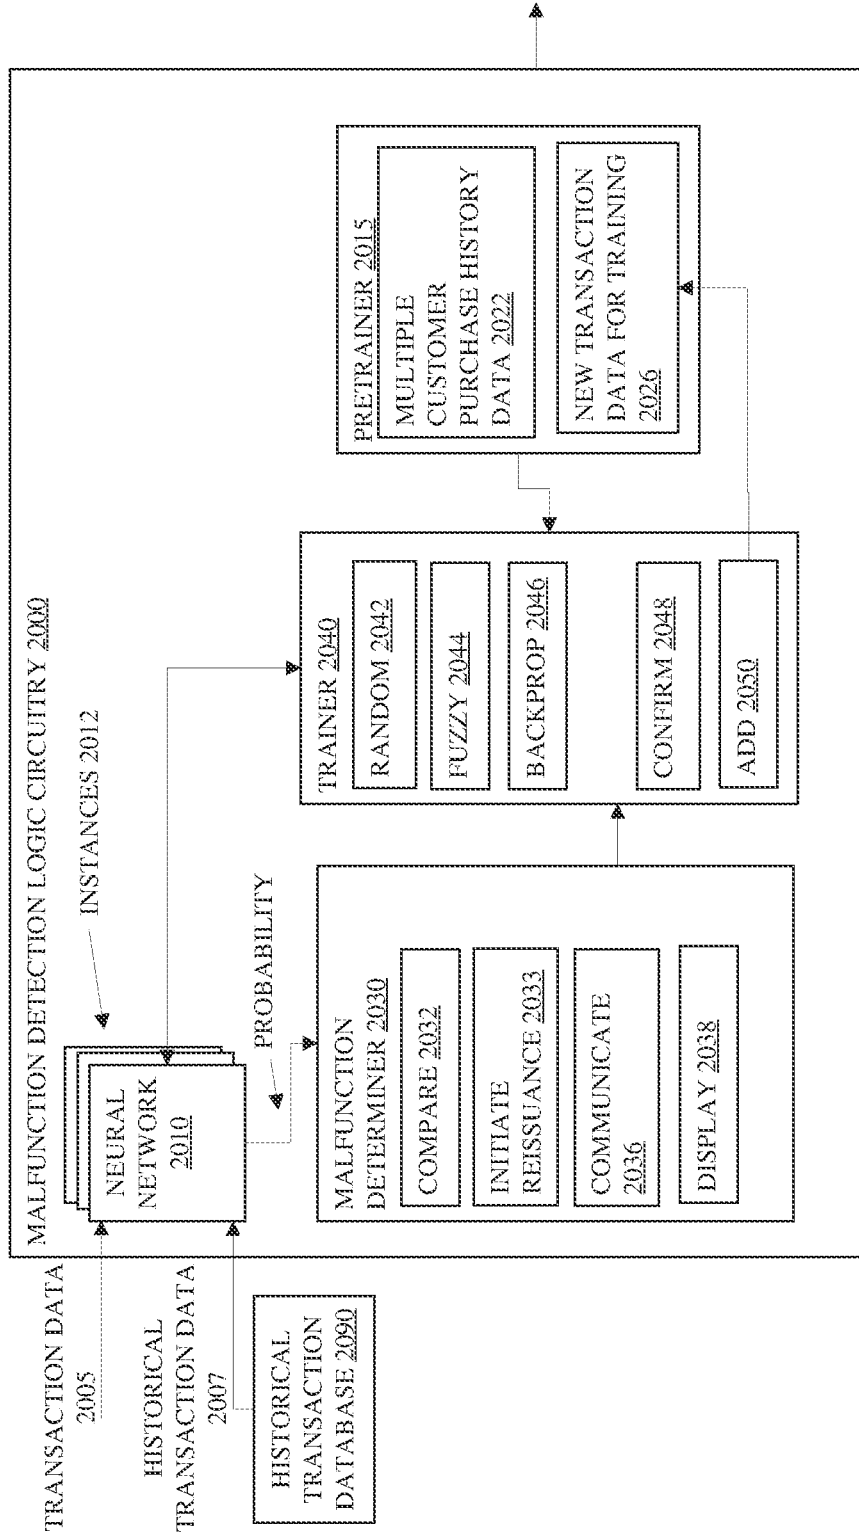 MALFUNCTION DETECTION LOGIC CIRCUITRY 2000
TRANSACTION DATA
2005
HISTORICAL
TRANSACTION DATA
2007
HISTORICAL
TRANSACTION
DATABASE 2090
NEURAL
NETWORK
2010
INSTANCES 2012
PROBABILITY
MALFUNCTION
DETERMINER 2030
COMPARE 2032
INITIATE
REISSUANCE 2033
COMMUNICATE
2036
DISPLAY 2038
TRAINER 2040
RANDOM 2042
FUZZY 2044
BACKPROP 2046
CONFIRM 2048
ADD 2050
PRETRAINER 2015
MULTIPLE
CUSTOMER
PURCHASE HISTORY
DATA 2022
NEW TRANSACTION
DATA FOR TRAINING
2026